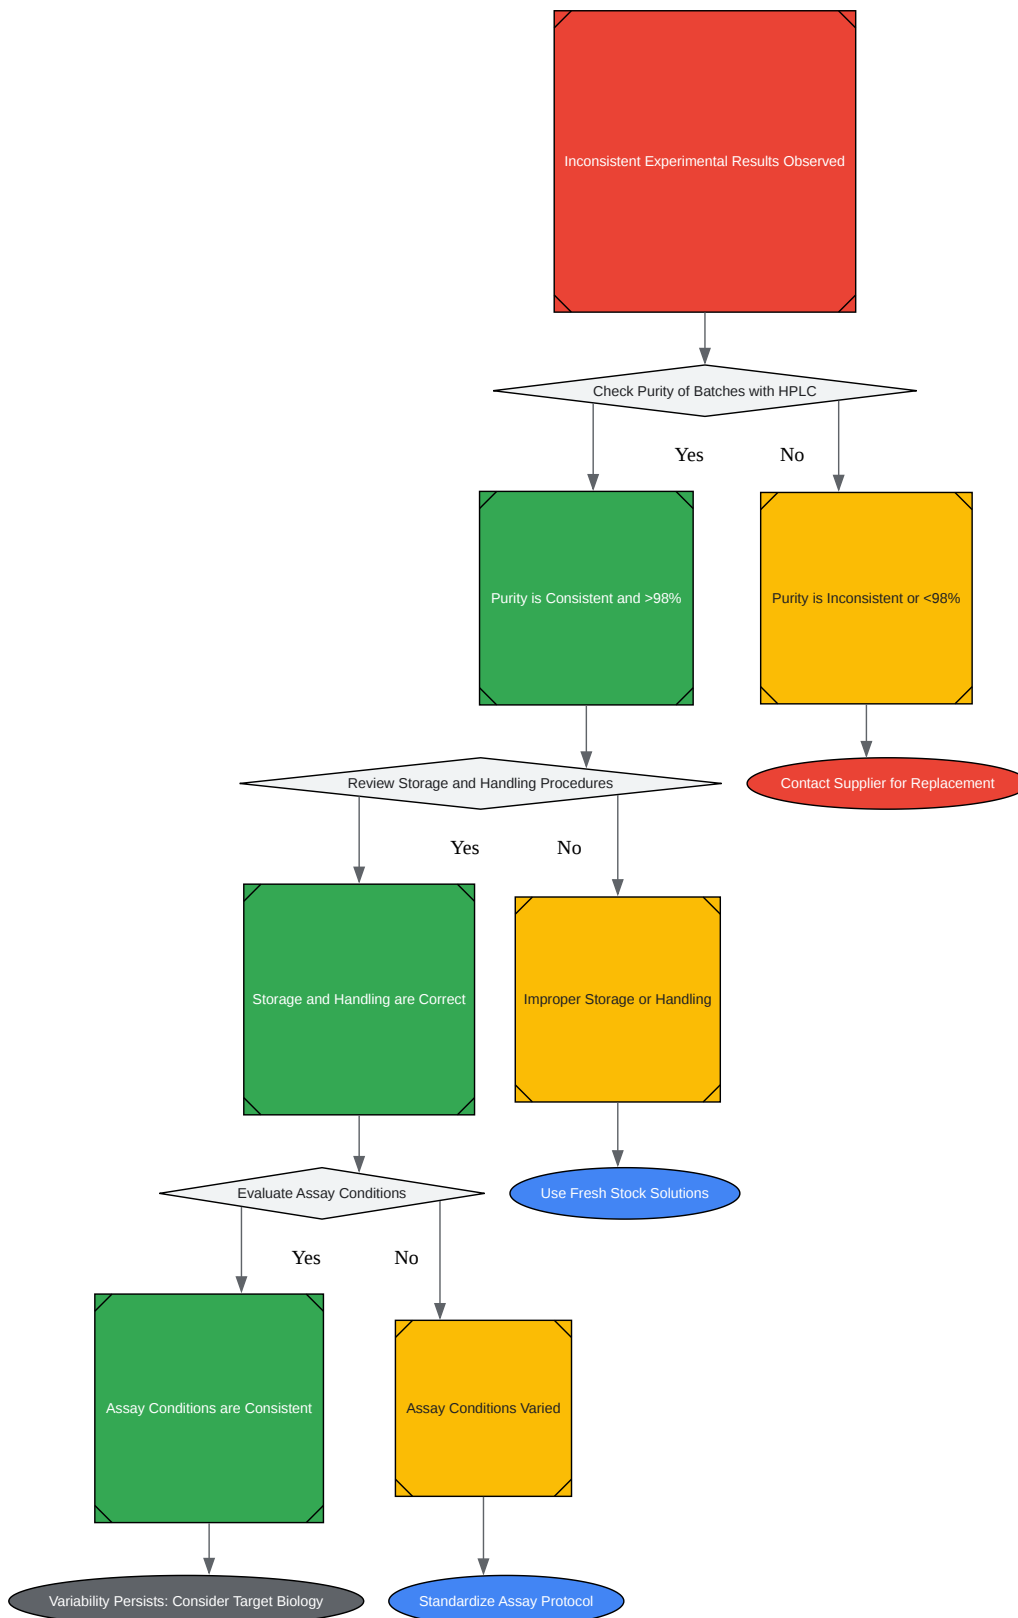 Inconsistent Experimental Results Observed
Check Purity of Batches with HPLC
Yes
No
Purity is Consistent and >98%
Purity is Inconsistent or <98%
Review Storage and Handling Procedures
Contact Supplier for Replacement
Yes
No
Storage and Handling are Correct
Improper Storage or Handling
Evaluate Assay Conditions
Use Fresh Stock Solutions
Yes
No
Assay Conditions are Consistent
Assay Conditions Varied
Variability Persists: Consider Target Biology
Standardize Assay Protocol